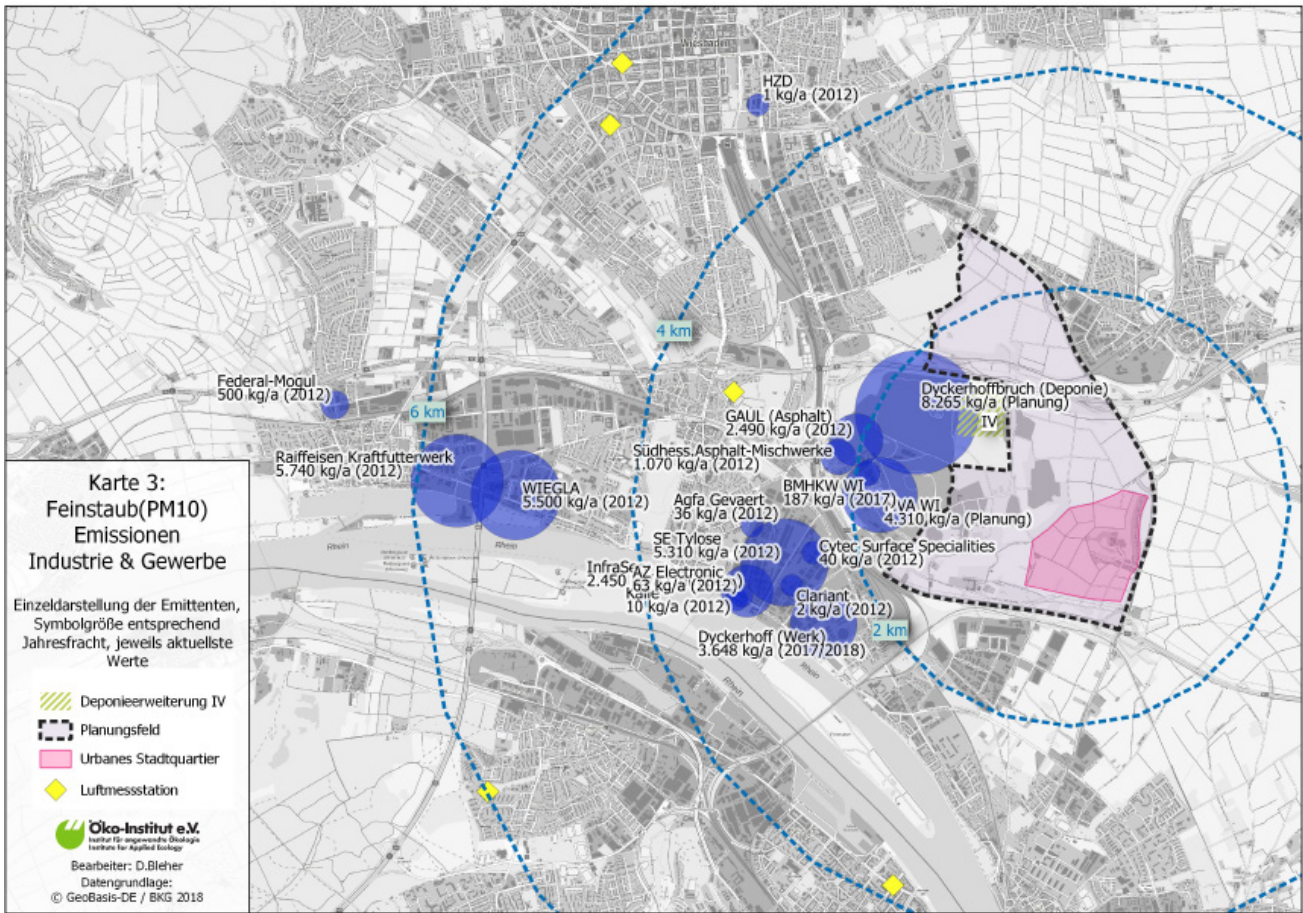 Wiesbaden
HZD
1 kg/a (2012)
4 km
Federal-Mogul
500 kg/a (2012)
6 km
Dyckerhoffbruch (Deponie)
8.265 kg/a (Planung)
IV
GAUL (Asphalt)
2.490 kg/a (2012)
Südhess.Asphalt-Mischwerke
1.070 kg/a (2012)
Raiffeisen Kraftfutterwerk
5.740 kg/a (2012)
WIEGLA
5.500 kg/a (2012)
BMHKW WI
187 kg/a (2017)
VA WI
4.310 kg/a (Planung)
Agfa Gevaert
36 kg/a (2012)
SE Tylose
5.310 kg/a (2012)
Cytec Surface Specialities
40 kg/a (2012)
InfraSe
2.450
AZ Electronic
63 kg/a (2012)
Kalle
10 kg/a (2012)
Clariant
2 kg/a (2012)
Dyckerhoff (Werk)
3.648 kg/a (2017/2018)
2 km
Rhein
Rhein
Rhein
Rhein
Karte 3:
Feinstaub(PM10)
Emissionen
Industrie & Gewerbe
Einzeldarstellung der Emittenten,
Symbolgröße entsprechend
Jahresfracht, jeweils aktuellste
Werte
Deponieerweiterung IV
Planungsfeld
Urbanes Stadtquartier
Luftmessstation
Öko-Institut e.V.
Institut für angewandte Ökologie
Institute for Applied Ecology
Bearbeiter: D.Bleher
Datengrundlage:
© GeoBasis-DE / BKG 2018